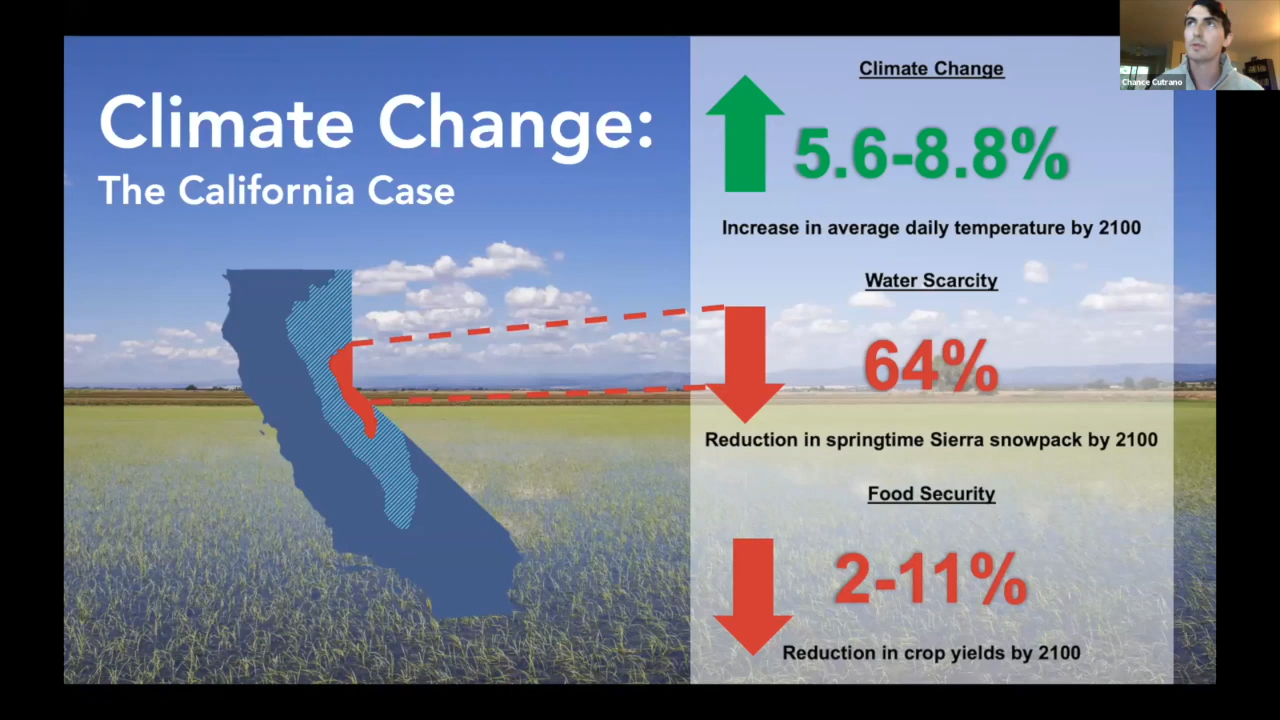 Climate Change:
The California Case
Climate Change
5.6-8.8%
Increase in average daily temperature by 2100
Water Scarcity
64%
Reduction in springtime Sierra snowpack by 2100
Food Security
2-11%
Reduction in crop yields by 2100
Chance Cutrano